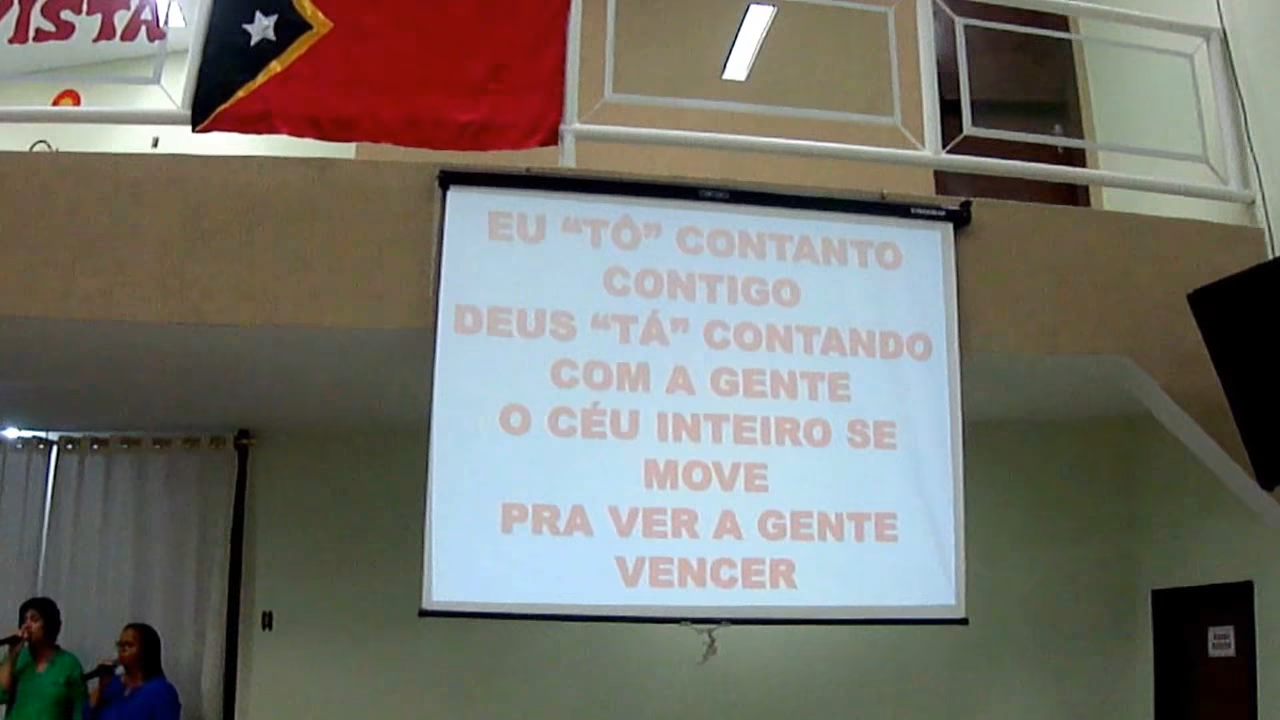 VISTA
EU “TÔ” CONTANTO
CONTIGO
DEUS “TÁ” CONTANDO
COM A GENTE
O CÉU INTEIRO SE
MOVE
PRA VER A GENTE
VENCER